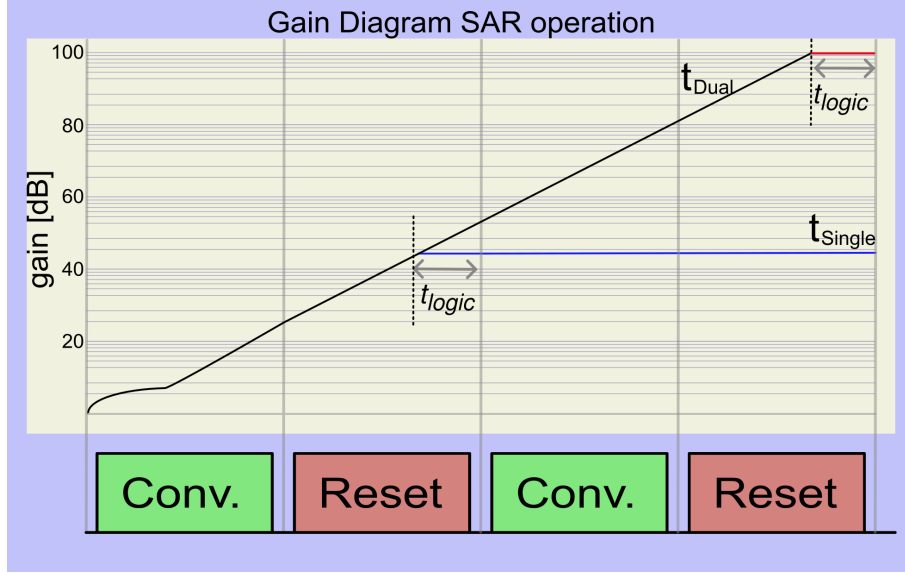 Gain Diagram SAR operation
100
80
60
40
20
gain [dB]
tDual
tlogic
tSingle
tlogic
Conv.
Reset
Conv.
Reset